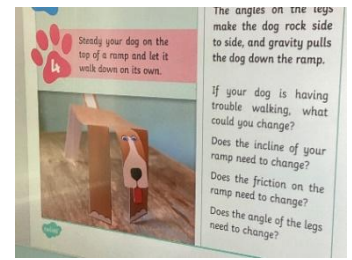 4
Steady your dog on the
top of a ramp and let it
walk down on its own.
The angles on the legs
make the dog rock side
to side, and gravity pulls
the dog down the ramp.
If your dog is having
trouble walking, what
could you change?
Does the incline of your
ramp need to change?
Does the friction on the
ramp need to change?
Does the angle of the legs
need to change?